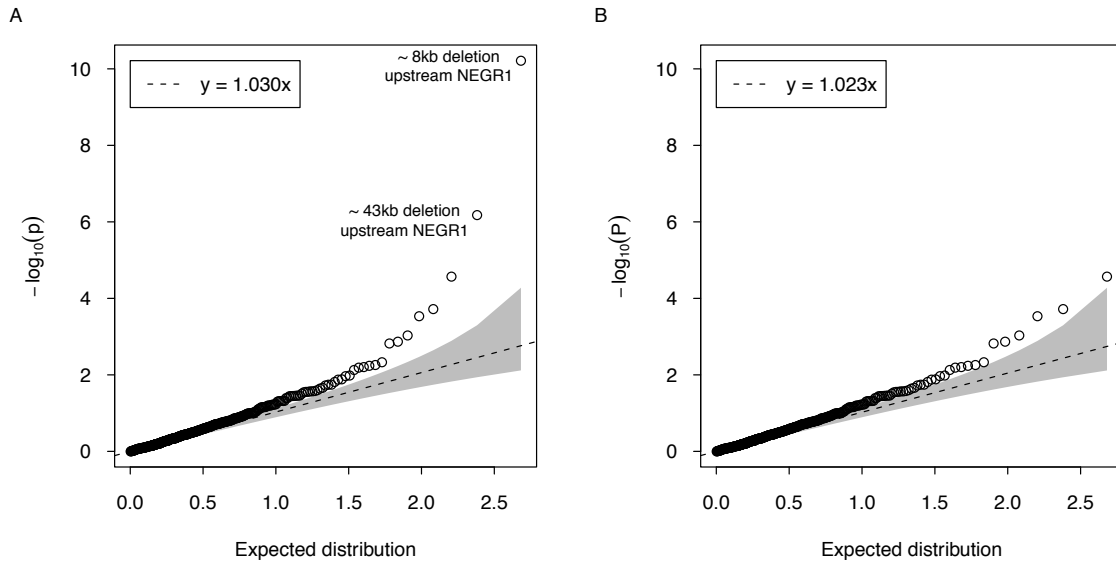 A
~ 8kb deletion
upstream NEGR1
y = 1.030x
~ 43kb deletion
upstream NEGR1
− log10(p)
10
8
6
4
2
0
0.0 0.5 1.0 1.5 2.0 2.5
Expected distribution
B
y = 1.023x
− log10(P)
10
8
6
4
2
0
0.0 0.5 1.0 1.5 2.0 2.5
Expected distribution